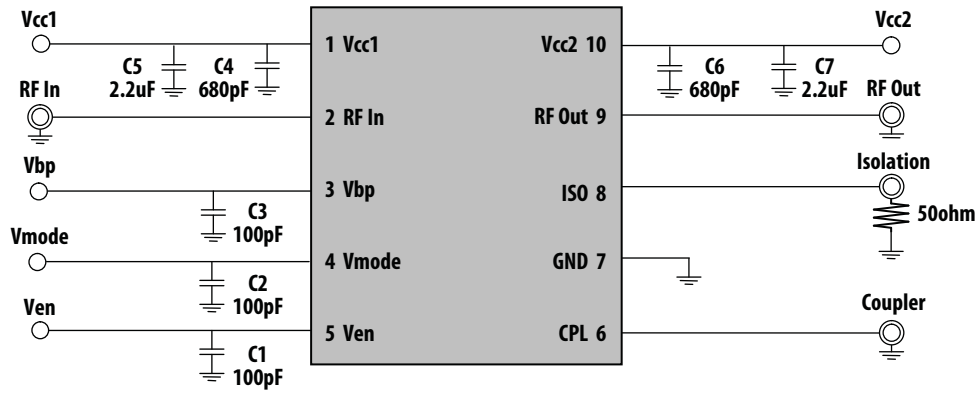 Vcc1
1 Vcc1
C5
2.2uF
C4
680pF
RF In
2 RF In
Vbp
3 Vbp
C3
100pF
Vmode
4 Vmode
C2
100pF
Ven
5 Ven
C1
100pF
Vcc2
Vcc2 10
C6
680pF
C7
2.2uF
RF Out
RF Out 9
Isolation
ISO 8
50ohm
GND 7
Coupler
CPL 6